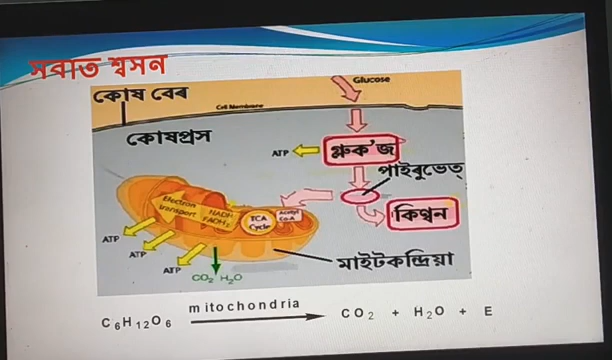 সবাত শ্বসন
Glucose
কোষ বেৰ
Cell Membrane
কোষপ্ৰস
ATP
গ্লুক'জ
পাইৰুভেত্
কিণ্বন
Electron transport
NADH
FADH2
TCA Cycle
Acetyl Co-A
ATP
ATP
ATP
CO2 H2O
মাইটকন্দ্ৰিয়া
mitochondria
C6H12O6 → CO2 + H2O + E